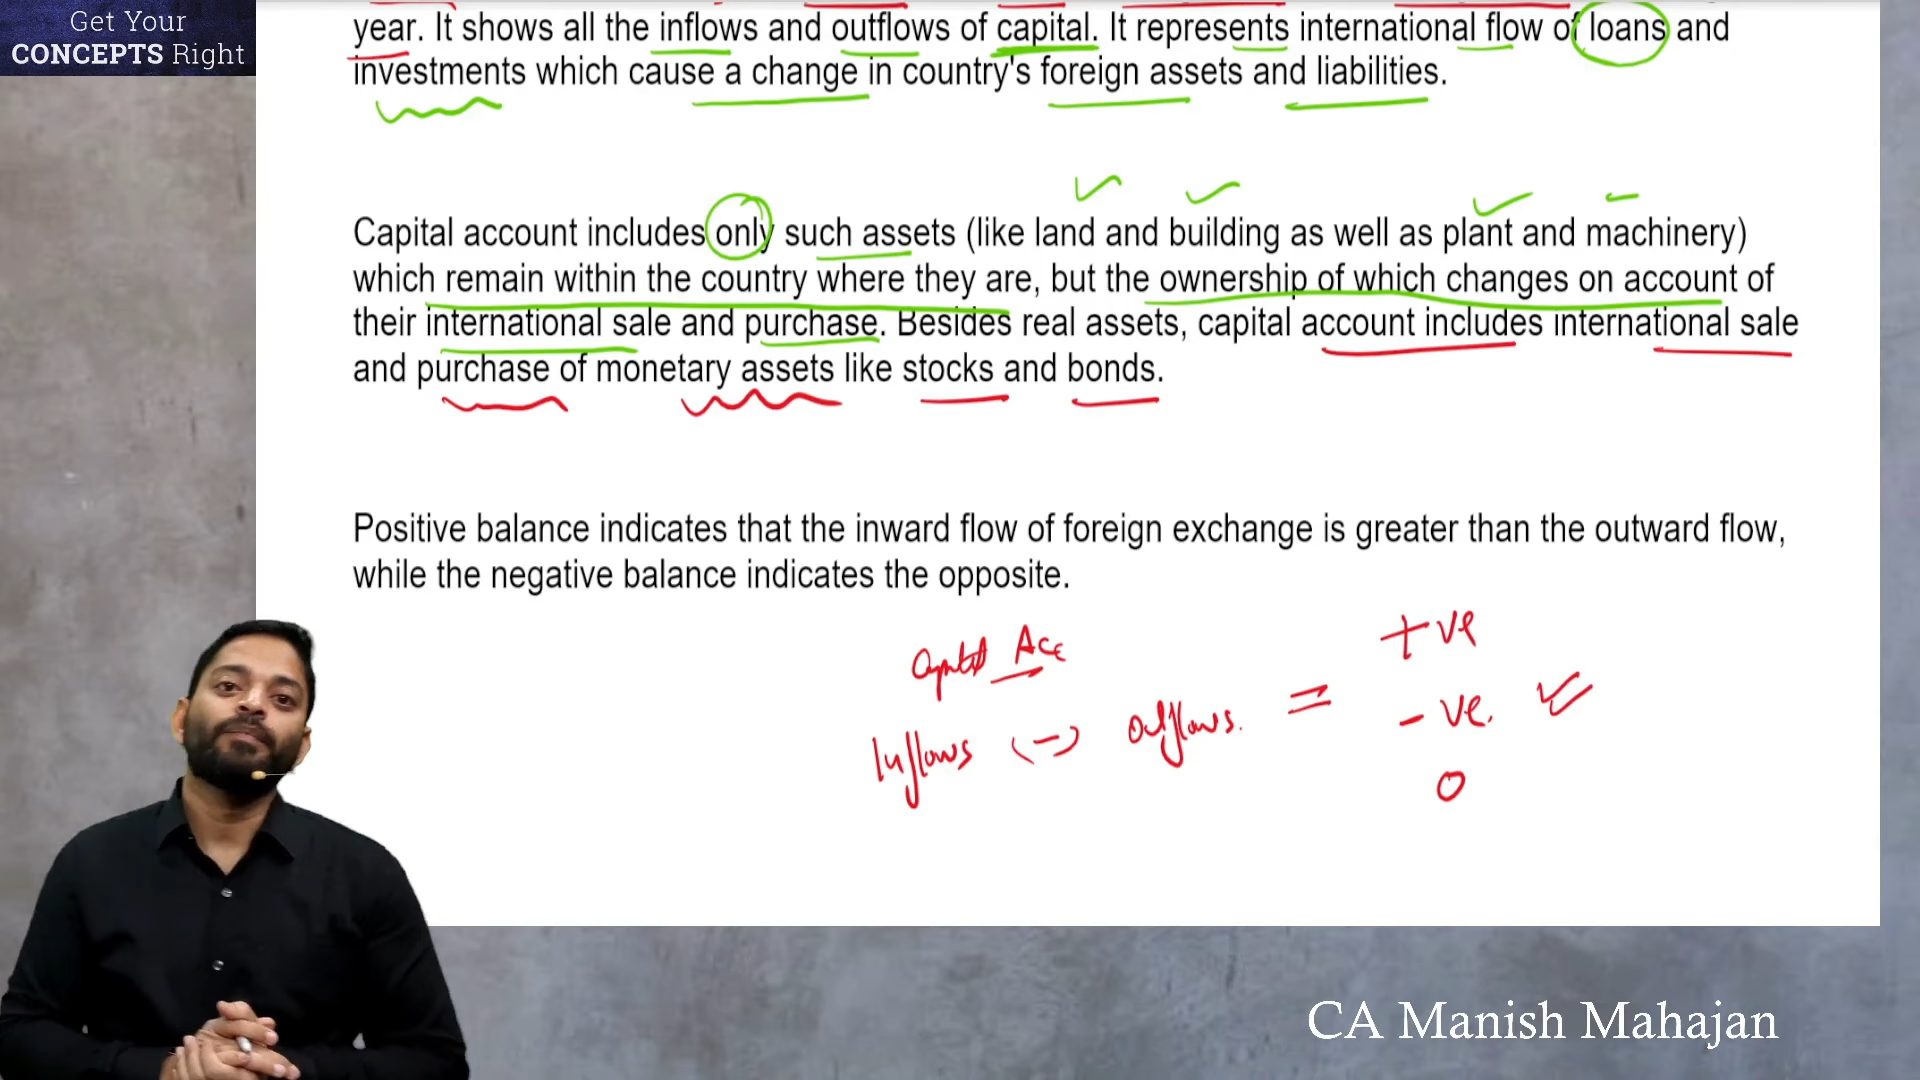 Get Your
CONCEPTS Right
year. It shows all the inflows and outflows of capital. It represents international flow of loans and
investments which cause a change in country's foreign assets and liabilities.
Capital account includes only such assets (like land and building as well as plant and machinery)
which remain within the country where they are, but the ownership of which changes on account of
their international sale and purchase. Besides real assets, capital account includes international sale
and purchase of monetary assets like stocks and bonds.
Positive balance indicates that the inward flow of foreign exchange is greater than the outward flow,
while the negative balance indicates the opposite.
Capital Acc
Inflows (-) outflows. =
+ve
- ve.
0
CA Manish Mahajan